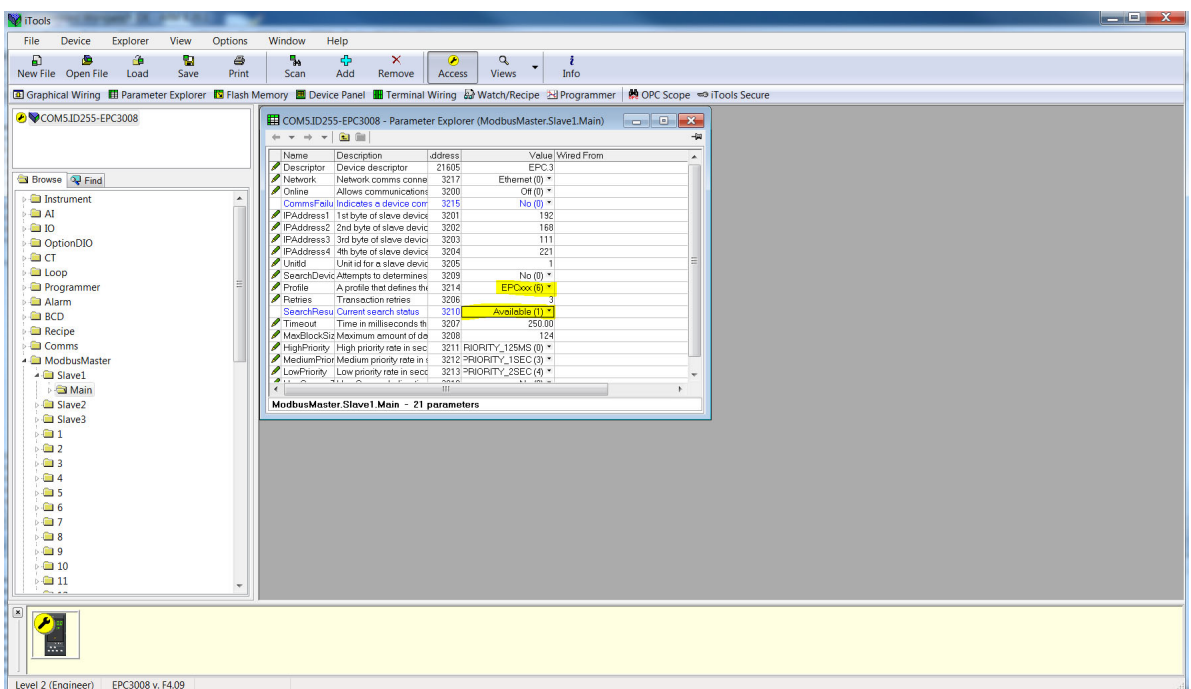 iTools
File Device Explorer View Options Window Help
New File Open File Load Save Print Scan Add Remove Access Views Info
Graphical Wiring Parameter Explorer Flash Memory Device Panel Terminal Wiring Watch/Recipe Programmer OPC Scope iTools Secure
COM5.ID255-EPC3008
Browse Find
Instrument
AI
IO
OptionDIO
CT
Loop
Programmer
Alarm
BCD
Recipe
Comms
ModbusMaster
Slave1
Main
Slave2
Slave3
1
2
3
4
5
6
7
8
9
10
11
COM5.ID255-EPC3008 - Parameter Explorer (ModbusMaster.Slave1.Main)
Name Description Address Value Wired From
Descriptor Device descriptor 21605 EPC.3
Network Network comms conne 3217 Ethernet (0)
Online Allows communications 3200 Off (0)
CommsFailu Indicates a device com 3215 No (0)
IPAddress1 1st byte of slave device 3201 192
IPAddress2 2nd byte of slave devic 3202 168
IPAddress3 3rd byte of slave devic 3203 111
IPAddress4 4th byte of slave device 3204 221
UnitId Unit id for a slave devic 3205 1
SearchDevic Attempts to determines 3209 No (0)
Profile A profile that defines the 3214 EPCxxx (6)
Retries Transaction retries 3206 3
SearchResu Current search status 3210 Available (1)
Timeout Time in milliseconds th 3207 250.00
MaxBlockSiz Maximum amount of da 3208 124
HighPriority High priority rate in sec 3211 RIORITY_125MS (0)
MediumPrior Medium priority rate in s 3212 PRIORITY_1SEC (3)
LowPriority Low priority rate in seco 3213 PRIORITY_2SEC (4)
ModbusMaster.Slave1.Main - 21 parameters
Level 2 (Engineer) EPC3008 v. F4.09